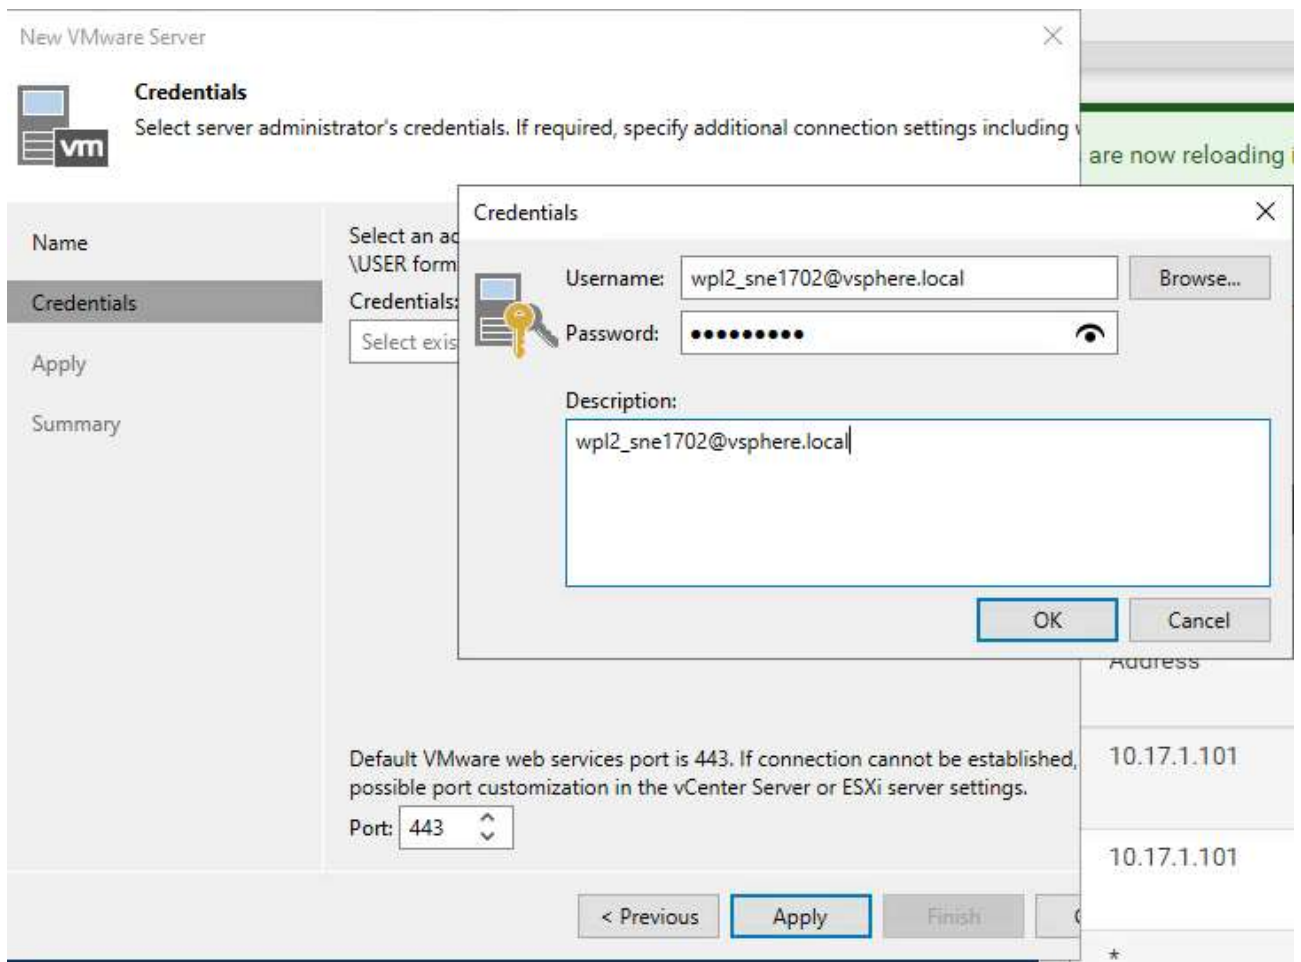 New VMware Server
Credentials
Select server administrator's credentials. If required, specify additional connection settings including
are now reloading
Name
Credentials
Apply
Summary
Select an
\USER form
Credentials:
Select
Credentials
Username:
wpl2_sne1702@vsphere.local
Browse...
Password:
•••••••••
Description:
wpl2_sne1702@vsphere.local
OK
Cancel
Address
Default VMware web services port is 443. If connection cannot be established,
possible port customization in the vCenter Server or ESXi server settings.
Port: 443
10.17.1.101
10.17.1.101
< Previous
Apply
Finish
*